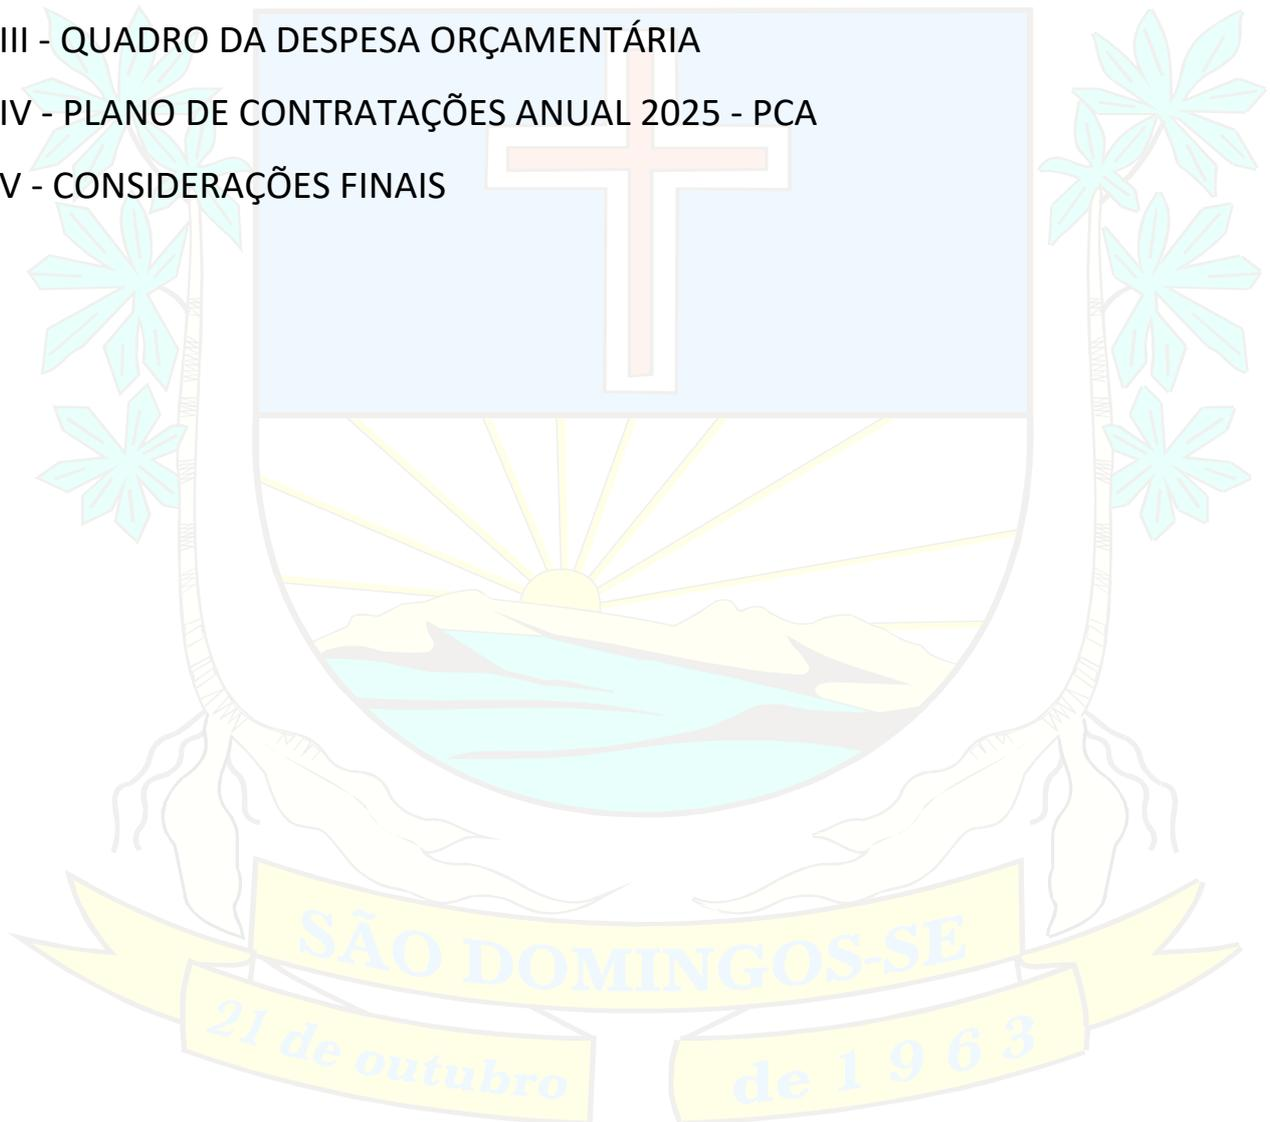 III - QUADRO DA DESPESA ORÇAMENTÁRIA
IV - PLANO DE CONTRATAÇÕES ANUAL 2025 - PCA
V - CONSIDERAÇÕES FINAIS
SÃO DOMINGOS-SE
21 de outubro de 1963